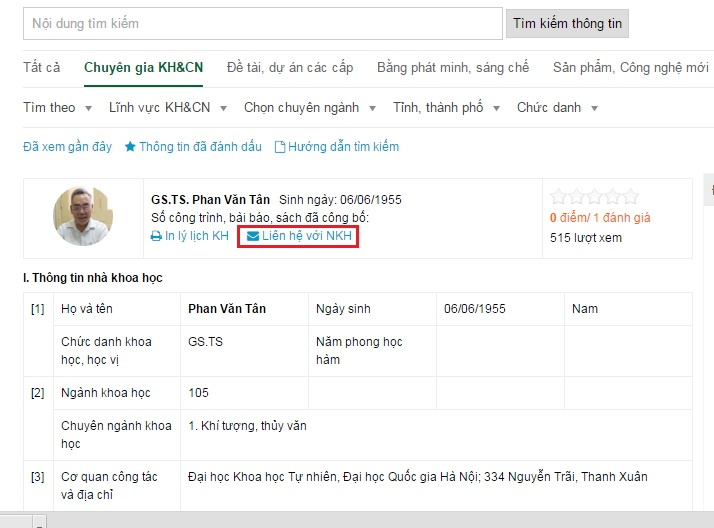 Nội dung tìm kiếm
Tìm kiếm thông tin
Tất cả Chuyên gia KH&CN Đề tài, dự án các cấp Bằng phát minh, sáng chế Sản phẩm, Công nghệ mới
Tìm theo Lĩnh vực KH&CN Chọn chuyên ngành Tỉnh, thành phố Chức danh
Đã xem gần đây Thông tin đã đánh dấu Hướng dẫn tìm kiếm
GS.TS. Phan Văn Tân Sinh ngày: 06/06/1955
Số công trình, bài báo, sách đã công bố:
In lý lịch KH Liên hệ với NKH
0 điểm/ 1 đánh giá
515 lượt xem
I. Thông tin nhà khoa học
[1] Họ và tên Phan Văn Tân Ngày sinh 06/06/1955 Nam
Chức danh khoa GS.TS Năm phong học
học, học vị hàm
[2] Ngành khoa học 105
Chuyên ngành khoa 1. Khí tượng, thủy văn
học
[3] Cơ quan công tác Đại học Khoa học Tự nhiên, Đại học Quốc gia Hà Nội; 334 Nguyễn Trãi, Thanh Xuân
và địa chỉ